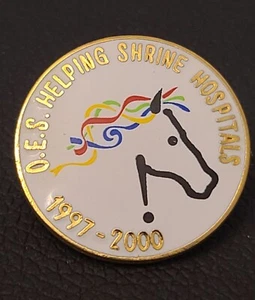 O.E.S. HELPING SHRINE HOSPITALS
1997-2000